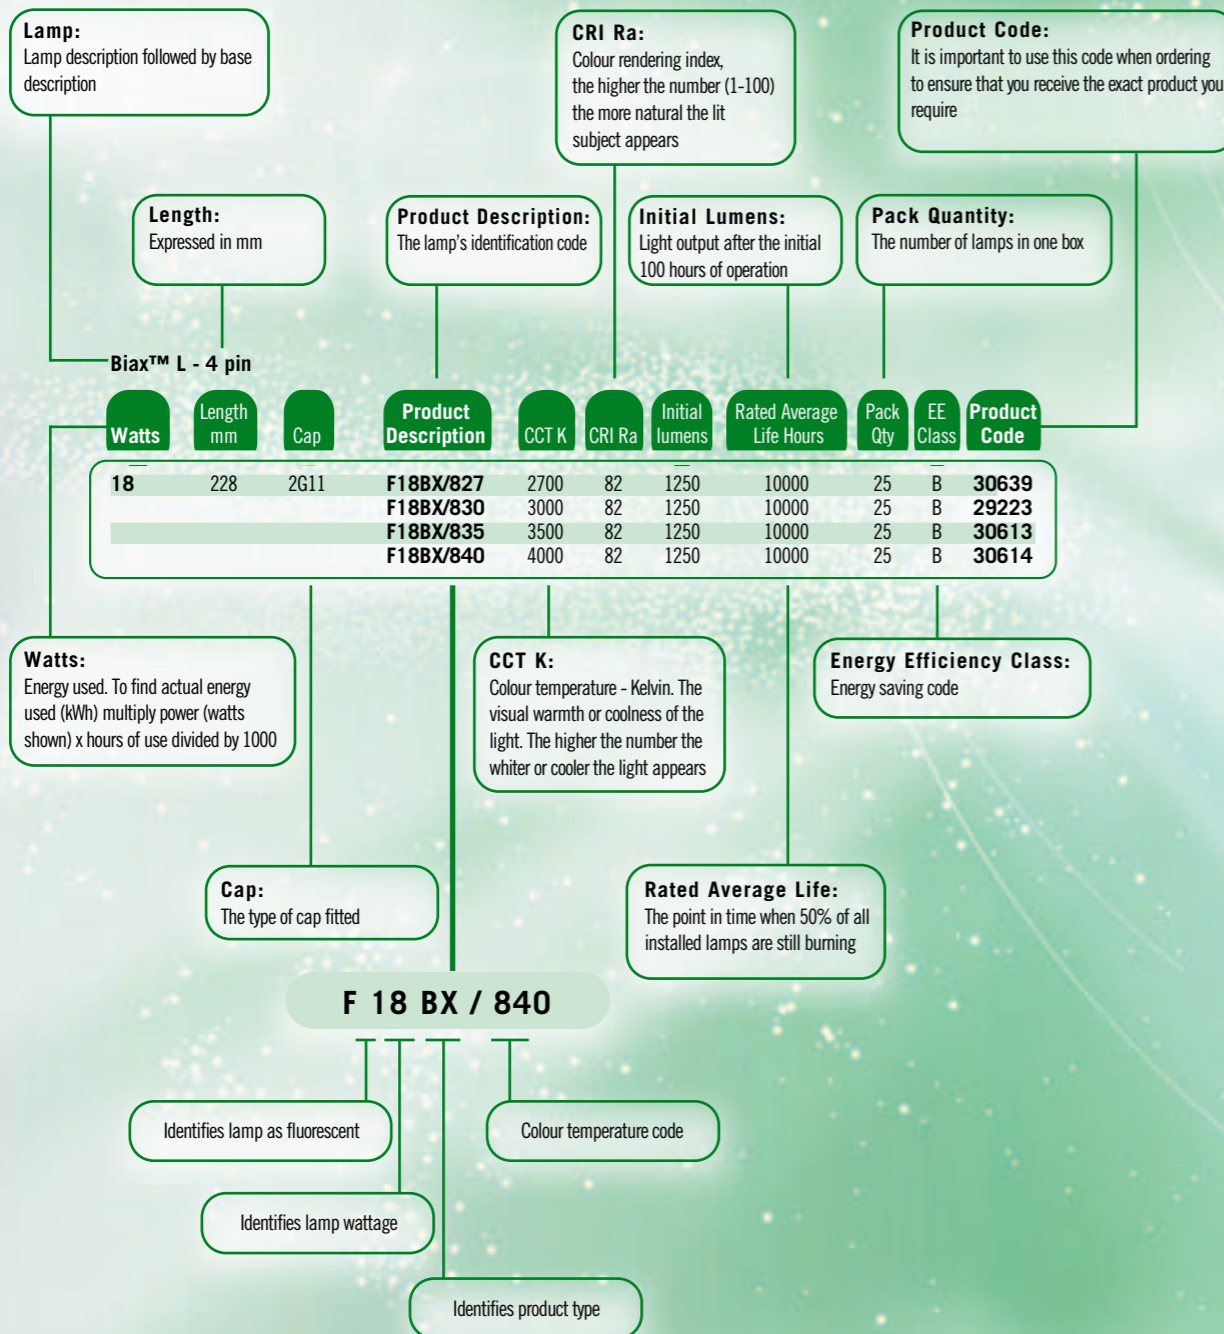 Lamp:
Lamp description followed by base
description
CRI Ra:
Colour rendering index,
the higher the number (1-100)
the more natural the lit
subject appears
Product Code:
It is important to use this code when ordering
to ensure that you receive the exact product you
require
Length:
Expressed in mm
Product Description:
The lamp's identification code
Initial Lumens:
Light output after the initial
100 hours of operation
Pack Quantity:
The number of lamps in one box
Biax™ L - 4 pin
Watts Length mm Cap Product Description CCT K CRI Ra Initial lumens Rated Average Life Hours Pack Qty EE Class Product Code
18 228 2G11 F18BX/827 2700 82 1250 10000 25 B 30639
F18BX/830 3000 82 1250 10000 25 B 29223
F18BX/835 3500 82 1250 10000 25 B 30613
F18BX/840 4000 82 1250 10000 25 B 30614
Watts:
Energy used. To find actual energy
used (kWh) multiply power (watts
shown) x hours of use divided by 1000
CCT K:
Colour temperature - Kelvin. The
visual warmth or coolness of the
light. The higher the number the
whiter or cooler the light appears
Energy Efficiency Class:
Energy saving code
Cap:
The type of cap fitted
Rated Average Life:
The point in time when 50% of all
installed lamps are still burning
F 18 BX / 840
Identifies lamp as fluorescent
Colour temperature code
Identifies lamp wattage
Identifies product type